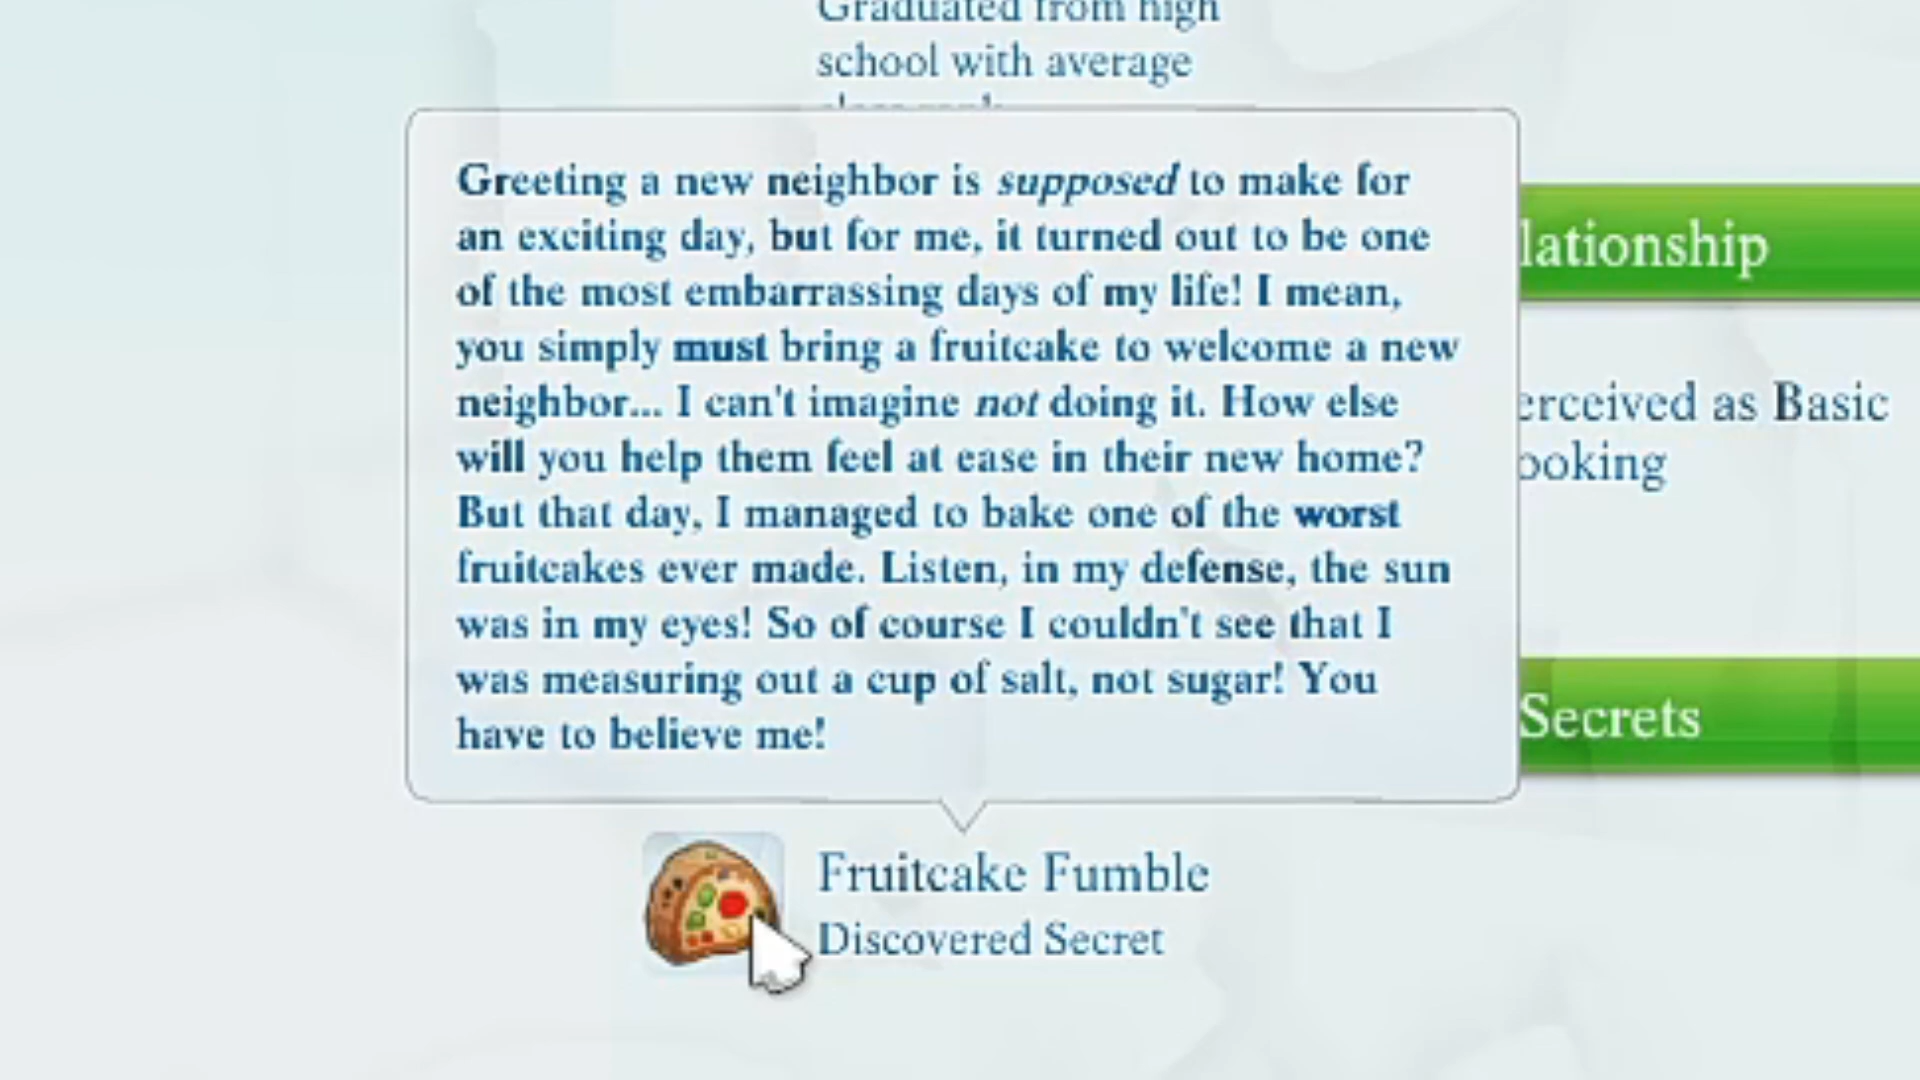 Graduated from high
school with average
Greeting a new neighbor is supposed to make for
an exciting day, but for me, it turned out to be one
of the most embarrassing days of my life! I mean,
you simply must bring a fruitcake to welcome a new
neighbor... I can't imagine not doing it. How else
will you help them feel at ease in their new home?
But that day, I managed to bake one of the worst
fruitcakes ever made. Listen, in my defense, the sun
was in my eyes! So of course I couldn't see that I
was measuring out a cup of salt, not sugar! You
have to believe me!
lationship
erceived as Basic
ooking
Secrets
Fruitcake Fumble
Discovered Secret